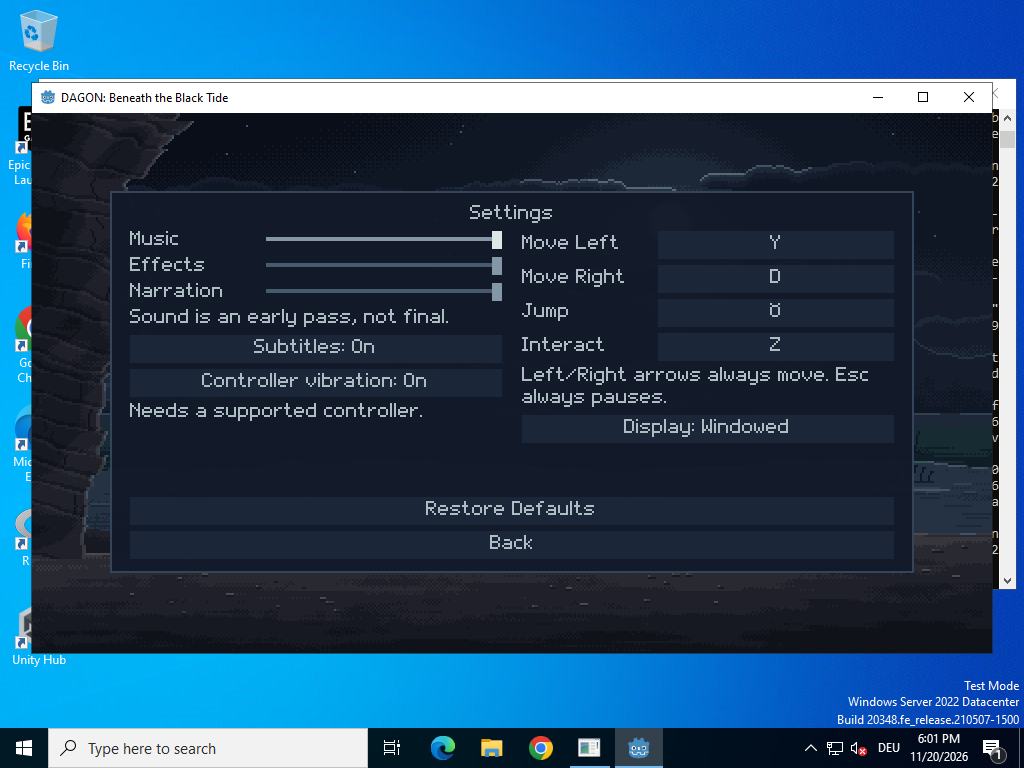 Recycle Bin
DAGON: Beneath the Black Tide
Settings
Music
Effects
Narration
Sound is an early pass, not final.
Subtitles: On
Controller vibration: On
Needs a supported controller.
Move Left
Y
Move Right
D
Jump
Ö
Interact
Z
Left/Right arrows always move. Esc
always pauses.
Display: Windowed
Restore Defaults
Back
Unity Hub
Test Mode
Windows Server 2022 Datacenter
Build 20348.fe_release.210507-1500
Type here to search
DEU
6:01 PM
11/20/2026
1